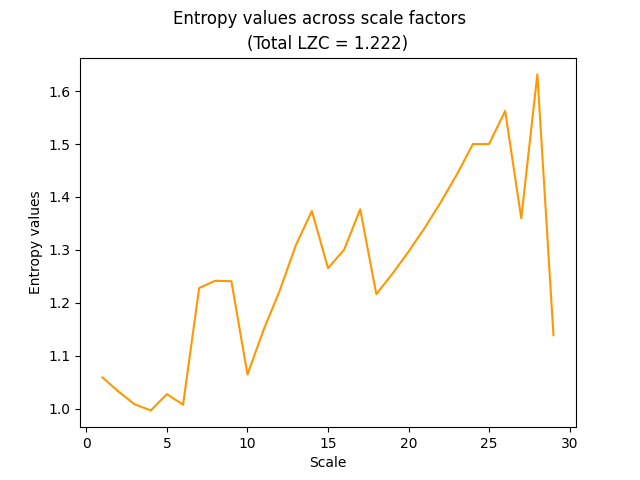 Entropy values across scale factors
(Total LZC = 1.222)
1.6
1.5
1.4
1.3
1.2
1.1
1.0
Entropy values
0 5 10 15 20 25 30
Scale